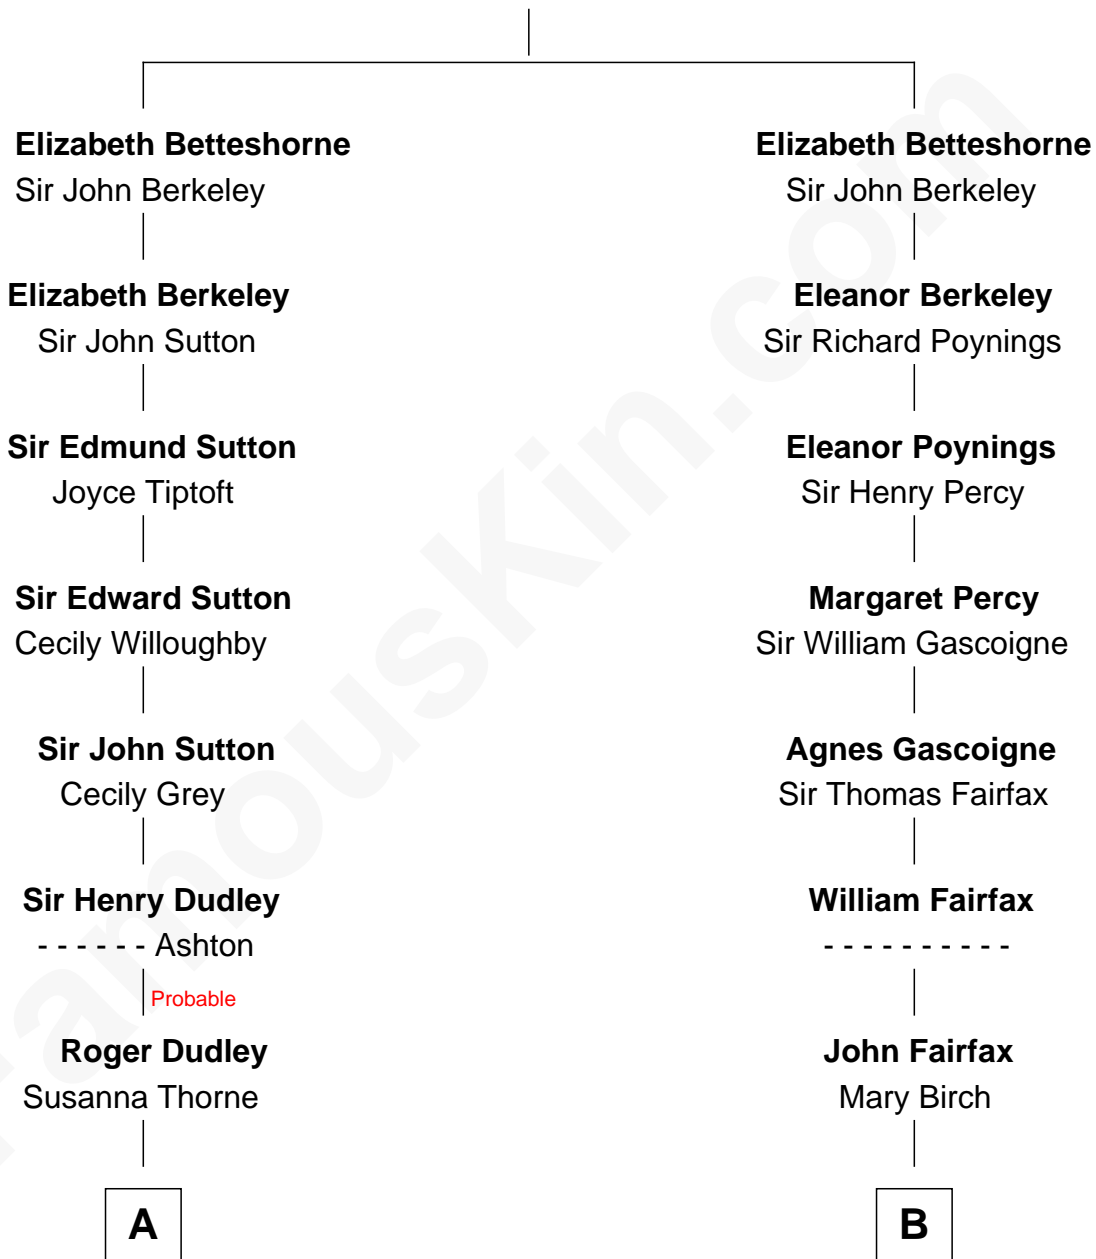 Elizabeth Betteshorne
Sir John Berkeley
Elizabeth Berkeley
Sir John Sutton
Sir Edmund Sutton
Joyce Tiptoft
Sir Edward Sutton
Cecily Willoughby
Sir John Sutton
Cecily Grey
Sir Henry Dudley
- - - - - - Ashton
Probable
Roger Dudley
Susanna Thorne
A
Elizabeth Betteshorne
Sir John Berkeley
Eleanor Berkeley
Sir Richard Poynings
Eleanor Poynings
Sir Henry Percy
Margaret Percy
Sir William Gascoigne
Agnes Gascoigne
Sir Thomas Fairfax
William Fairfax
- - - - - - - - - -
John Fairfax
Mary Birch
B
FamousKin.com